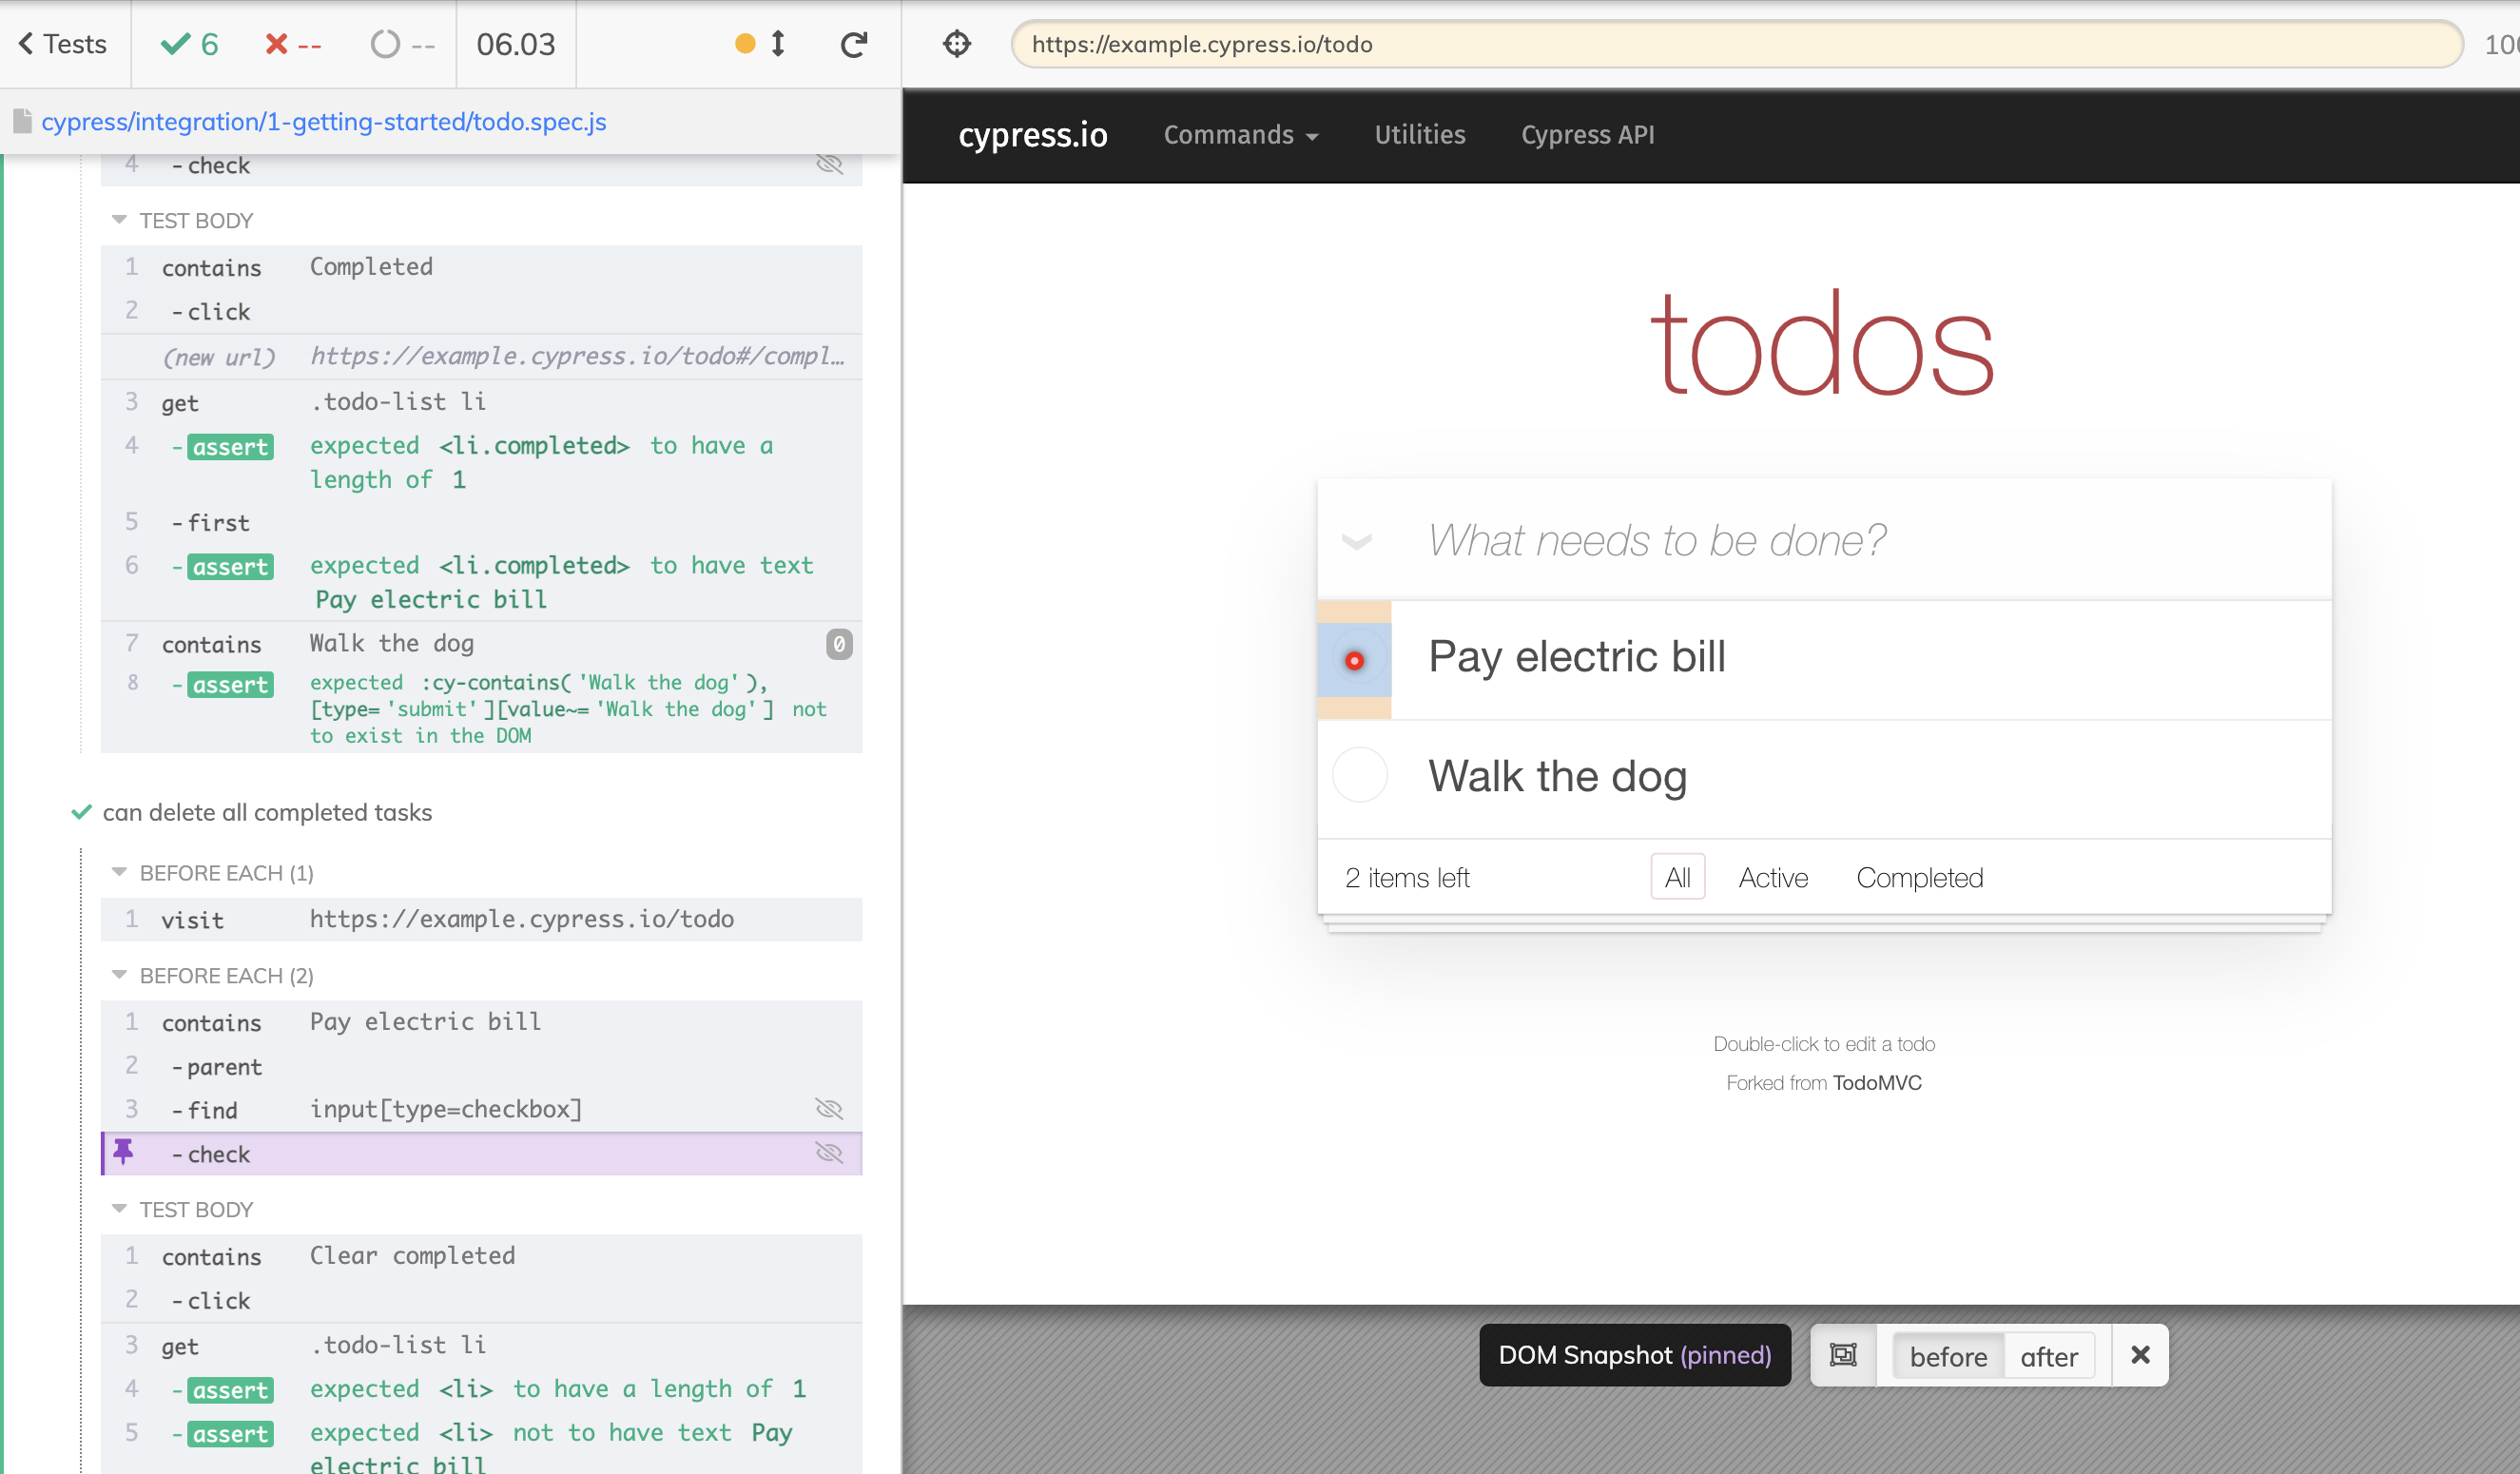 Tests
6
--
--
06.03
https://example.cypress.io/todo
cypress/integration/1-getting-started/todo.spec.js
4 -check
TEST BODY
1 contains Completed
2 -click
(new url) https://example.cypress.io/todo#/compl…
3 get .todo-list li
4 -assert expected <li.completed> to have a
length of 1
5 -first
6 -assert expected <li.completed> to have text
Pay electric bill
7 contains Walk the dog 0
8 -assert expected :cy-contains('Walk the dog'),
[type='submit'][value~='Walk the dog'] not
to exist in the DOM
can delete all completed tasks
BEFORE EACH (1)
1 visit https://example.cypress.io/todo
BEFORE EACH (2)
1 contains Pay electric bill
2 -parent
3 -find input[type=checkbox]
-check
TEST BODY
1 contains Clear completed
2 -click
3 get .todo-list li
4 -assert expected <li> to have a length of 1
5 -assert expected <li> not to have text Pay
electric bill
cypress.io Commands Utilities Cypress API
todos
What needs to be done?
Pay electric bill
Walk the dog
2 items left All Active Completed
Double-click to edit a todo
Forked from TodoMVC
DOM Snapshot (pinned) before after